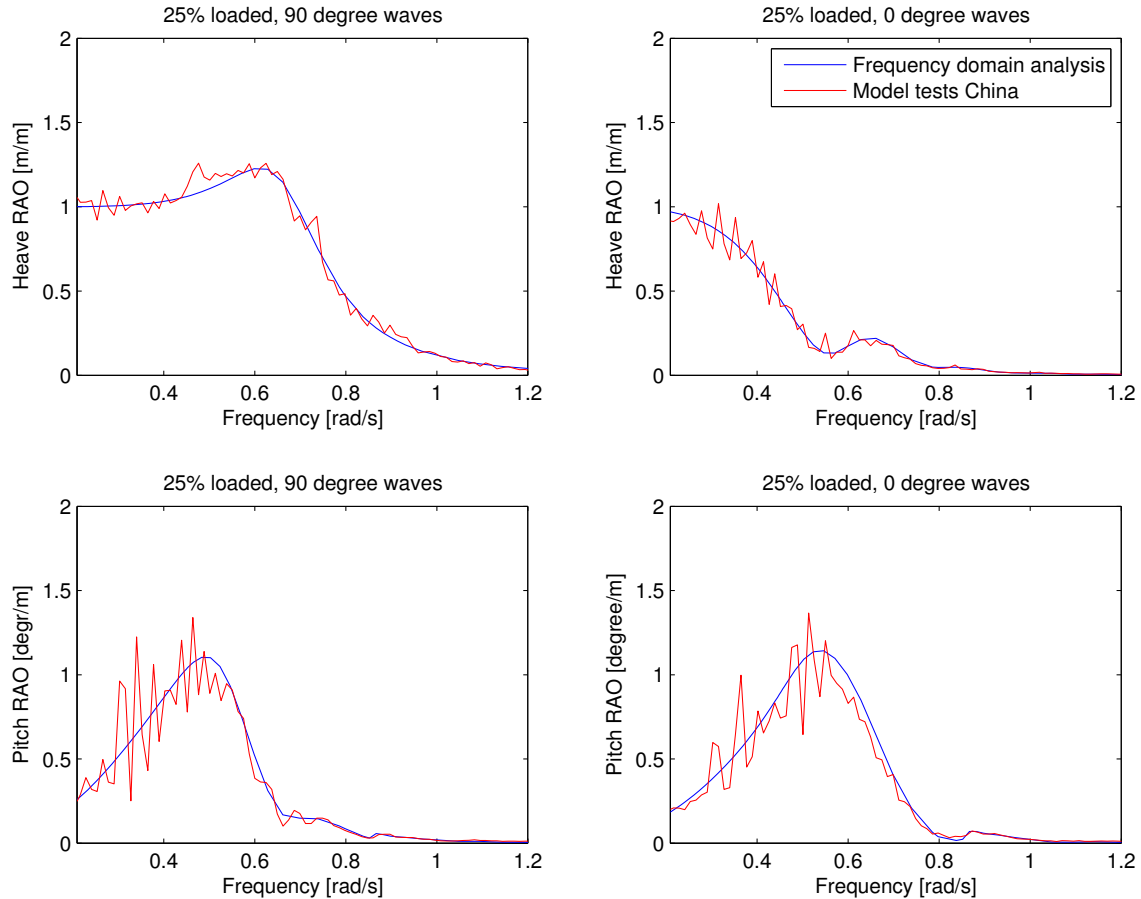 25% loaded, 90 degree waves
2
1.5
1
0.5
0
Heave RAO [m/m]
0.4 0.6 0.8 1 1.2
Frequency [rad/s]
25% loaded, 0 degree waves
Frequency domain analysis
Model tests China
2
1.5
1
0.5
0
Heave RAO [m/m]
0.4 0.6 0.8 1 1.2
Frequency [rad/s]
25% loaded, 90 degree waves
2
1.5
1
0.5
0
Pitch RAO [degr/m]
0.4 0.6 0.8 1 1.2
Frequency [rad/s]
25% loaded, 0 degree waves
2
1.5
1
0.5
0
Pitch RAO [degree/m]
0.4 0.6 0.8 1 1.2
Frequency [rad/s]